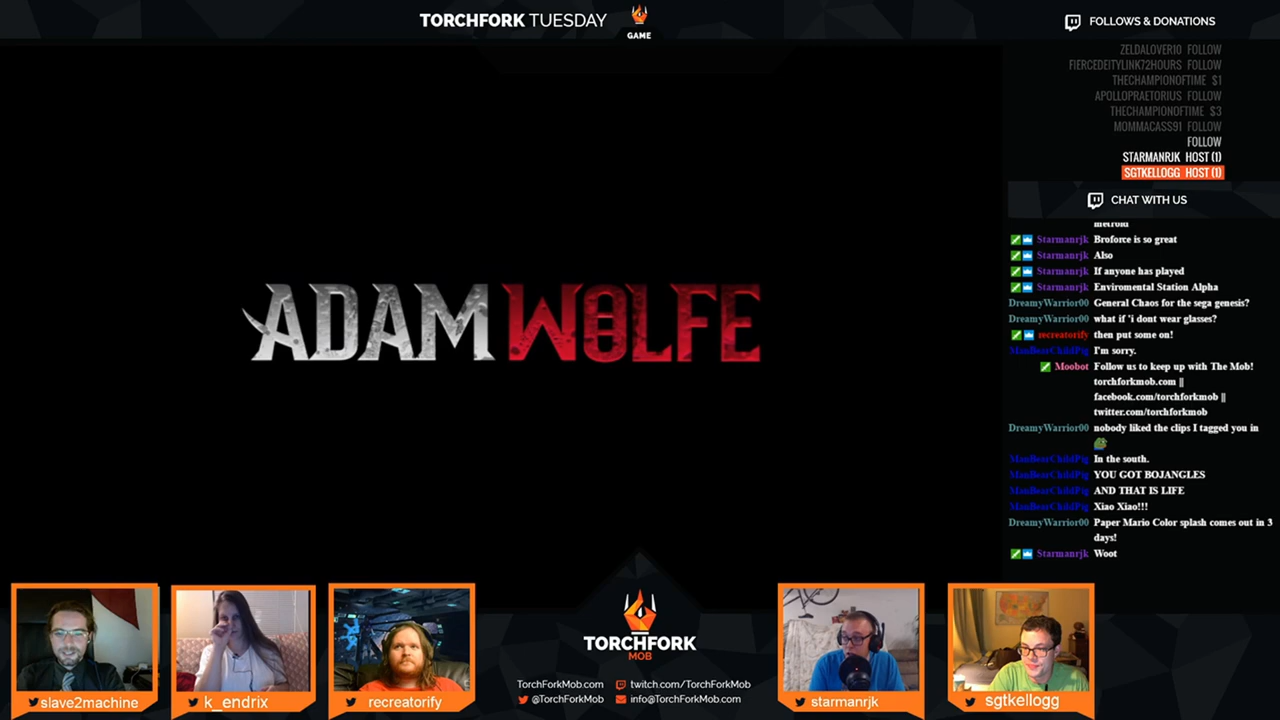 TORCHFORK TUESDAY
GAME
FOLLOWS & DONATIONS
ZELDALOVER10 FOLLOW
FIERCEDEITYLINK72HOURS FOLLOW
THECHAMPIONOFTIME $1
APOLLOPRAETORIUS FOLLOW
THECHAMPIONOFTIME $3
MOMMACASS91 FOLLOW
FOLLOW
STARMANRJK HOST (1)
SGTKELLOGG HOST (1)
CHAT WITH US
metroid
Starmanrjk Broforce is so great
Starmanrjk Also
Starmanrjk If anyone has played
Starmanrjk Enviromental Station Alpha
DreamyWarrior00 General Chaos for the sega genesis?
DreamyWarrior00 what if 'i dont wear glasses?
recreatorify then put some on!
ManBearChildPig I'm sorry.
Moobot Follow us to keep up with The Mob!
torchforkmob.com ||
facebook.com/torchforkmob ||
twitter.com/torchforkmob
DreamyWarrior00 nobody liked the clips I tagged you in
ManBearChildPig In the south.
ManBearChildPig YOU GOT BOJANGLES
ManBearChildPig AND THAT IS LIFE
ManBearChildPig Xiao Xiao!!!
DreamyWarrior00 Paper Mario Color splash comes out in 3
days!
Starmanrjk Woot
ADAM WOLFE
slave2machine
k_endrix
recreatorify
TORCHFORK
MOB
TorchForkMob.com twitch.com/TorchForkMob
@TorchForkMob info@TorchForkMob.com
starmanrjk
sgtkellogg